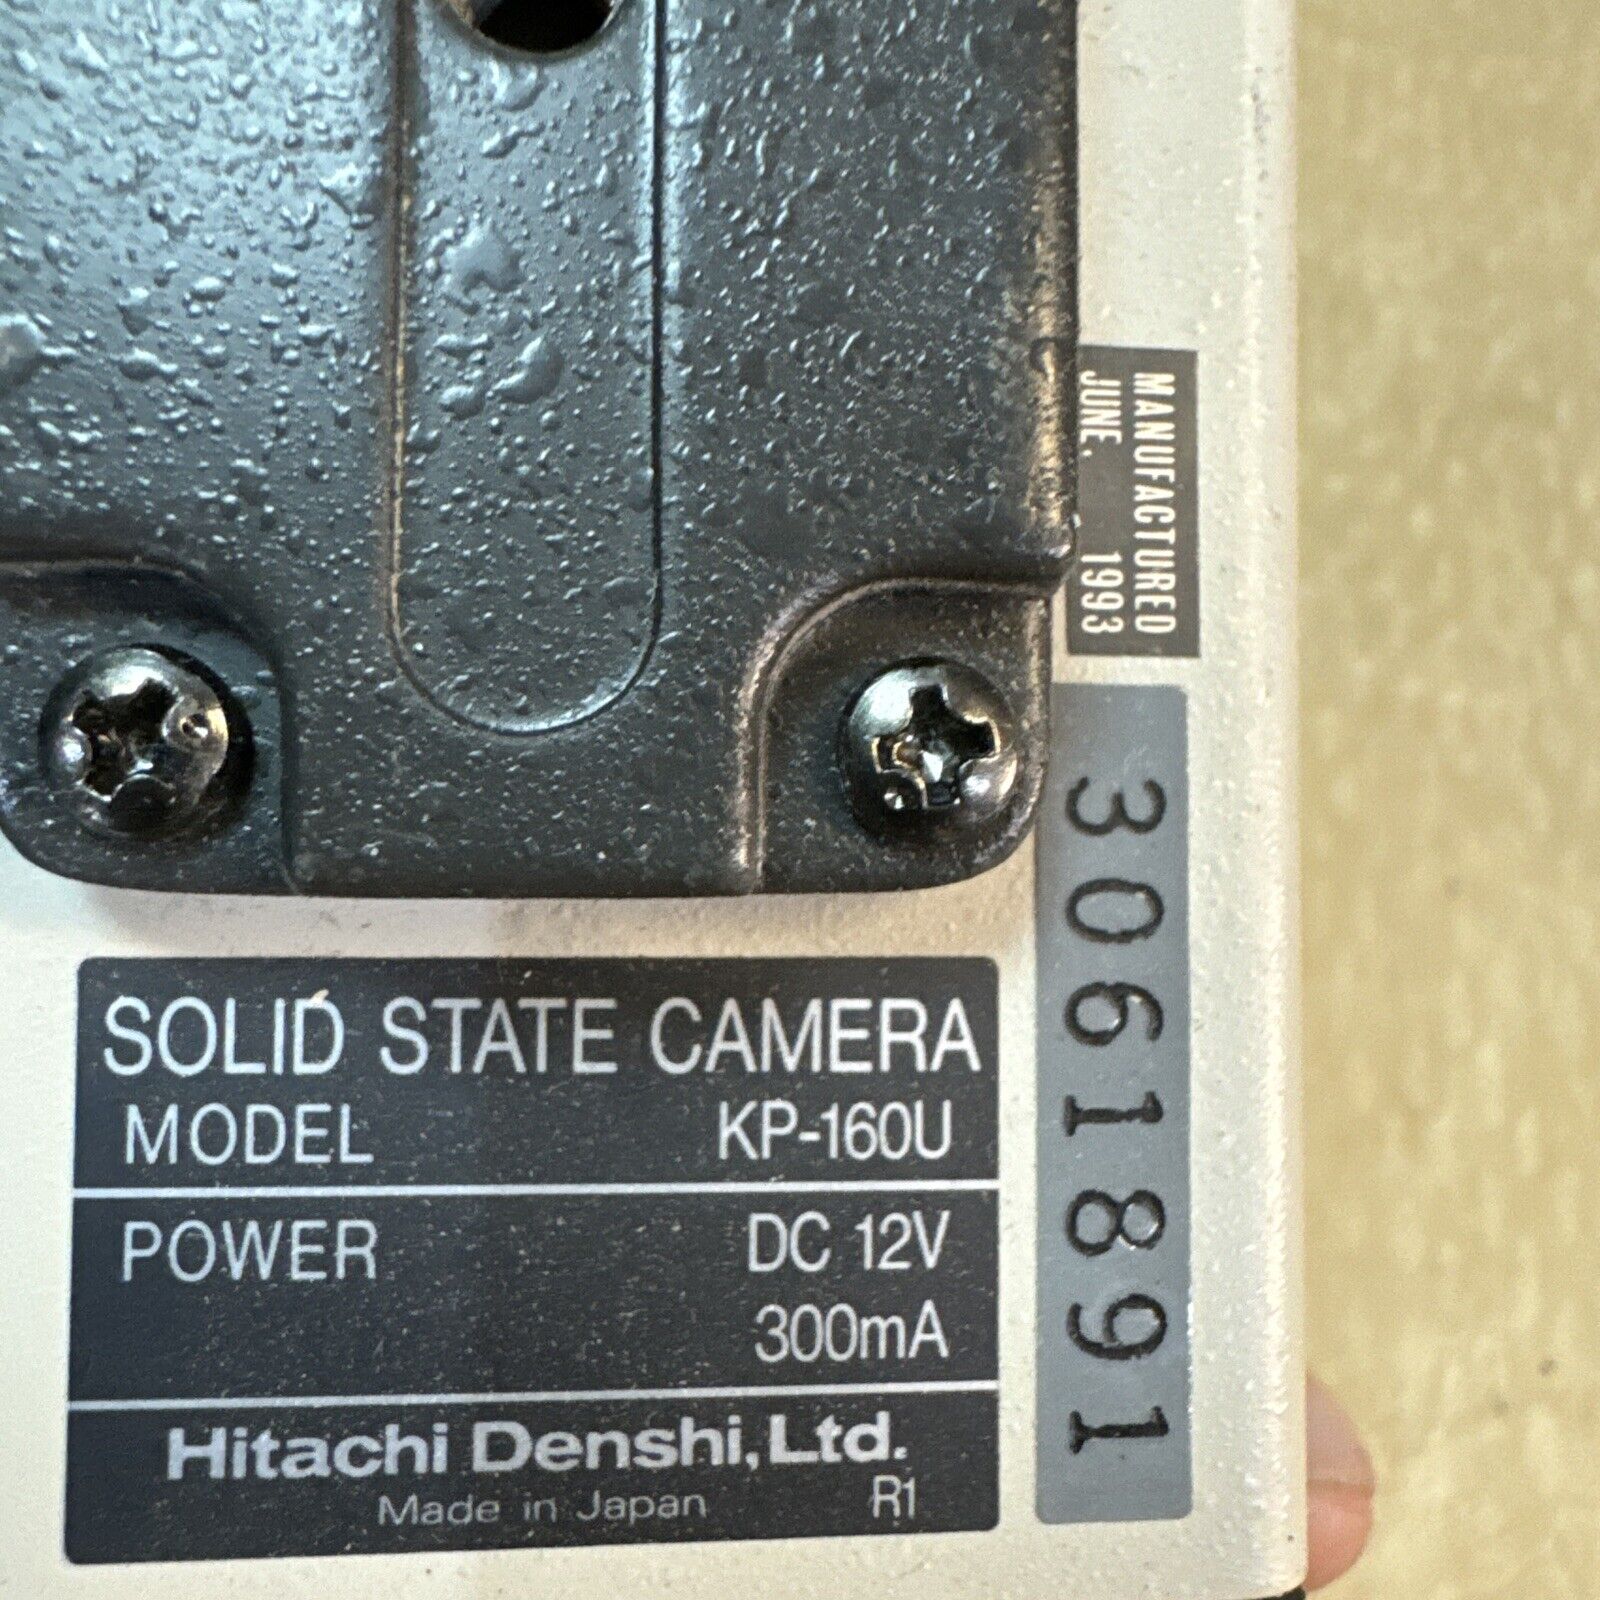 MANUFACTURED
JUNE. 1993
3061891
SOLID STATE CAMERA
MODEL KP-160U
POWER DC 12V
300mA
Hitachi Denshi, Ltd.
Made in Japan R1